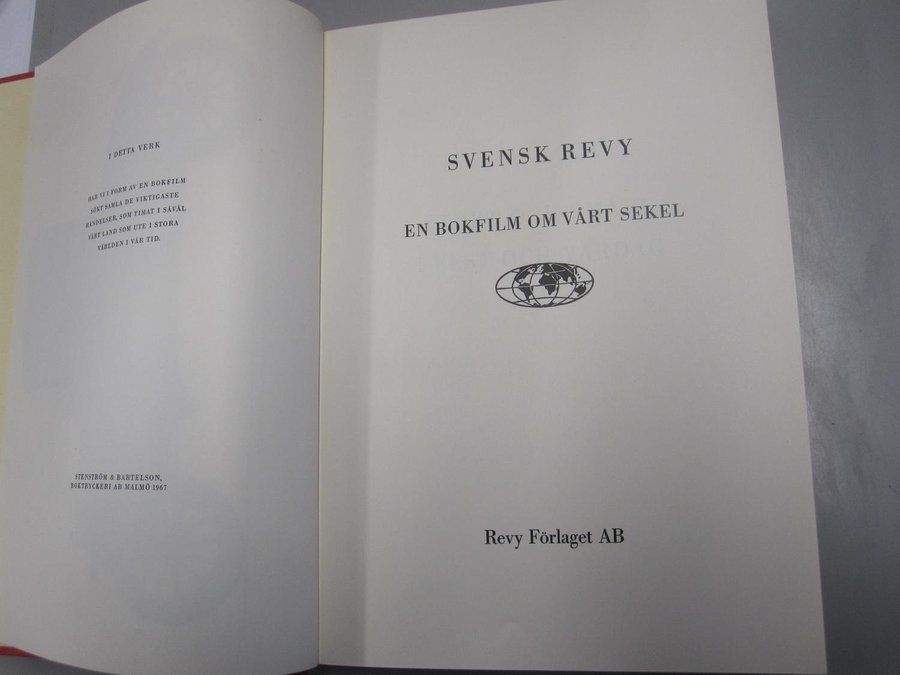 I DETTA VERK
HAR VI I FORM AV EN BOKFILM
SÖKT SAMLA DE VIKTIGASTE
HÄNDELSER, SOM TIMAT I SÅVÄL
VÅRT LAND SOM UTE I STORA
VÄRLDEN I VÅR TID.
STENSTRÖM & BARTELSON,
BOKTRYCKERI AB MALMÖ 1967
SVENSK REVY
EN BOKFILM OM VÅRT SEKEL
Revy Förlaget AB